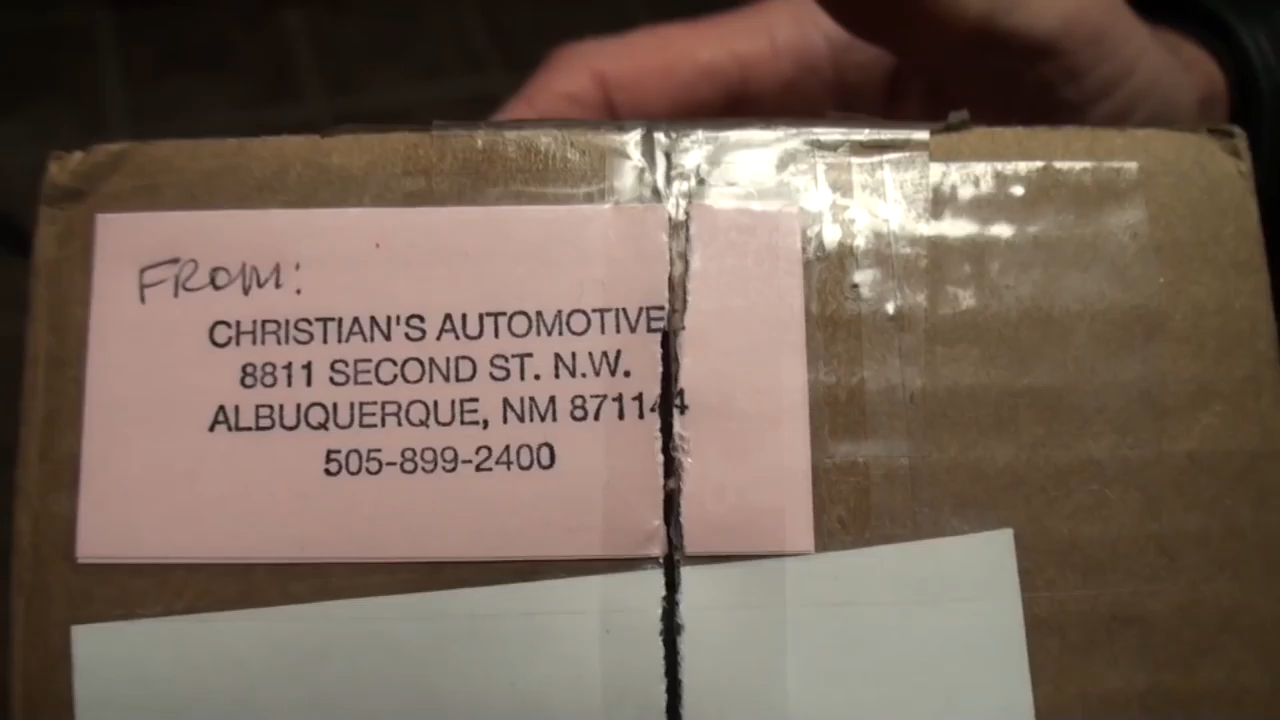 FROM:
CHRISTIAN'S AUTOMOTIVE
8811 SECOND ST. N.W.
ALBUQUERQUE, NM 87114
505-899-2400